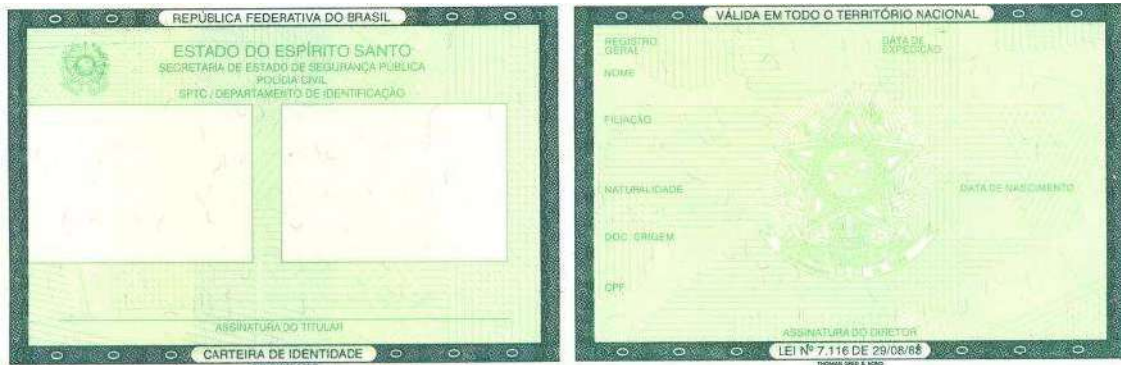 REPÚBLICA FEDERATIVA DO BRASIL
ESTADO DO ESPÍRITO SANTO
SECRETARIA DE ESTADO DE SEGURANÇA PÚBLICA
POLÍCIA CIVIL
SPTC / DEPARTAMENTO DE IDENTIFICAÇÃO
ASSINATURA DO TITULAR
CARTEIRA DE IDENTIDADE
VÁLIDA EM TODO O TERRITÓRIO NACIONAL
REGISTRO
GERAL
DATA DE
EXPEDIÇÃO
NOME
FILIAÇÃO
NATURALIDADE
DATA DE NASCIMENTO
DOC. ORIGEM
CPF
ASSINATURA DO DIRETOR
LEI Nº 7.116 DE 29/08/83